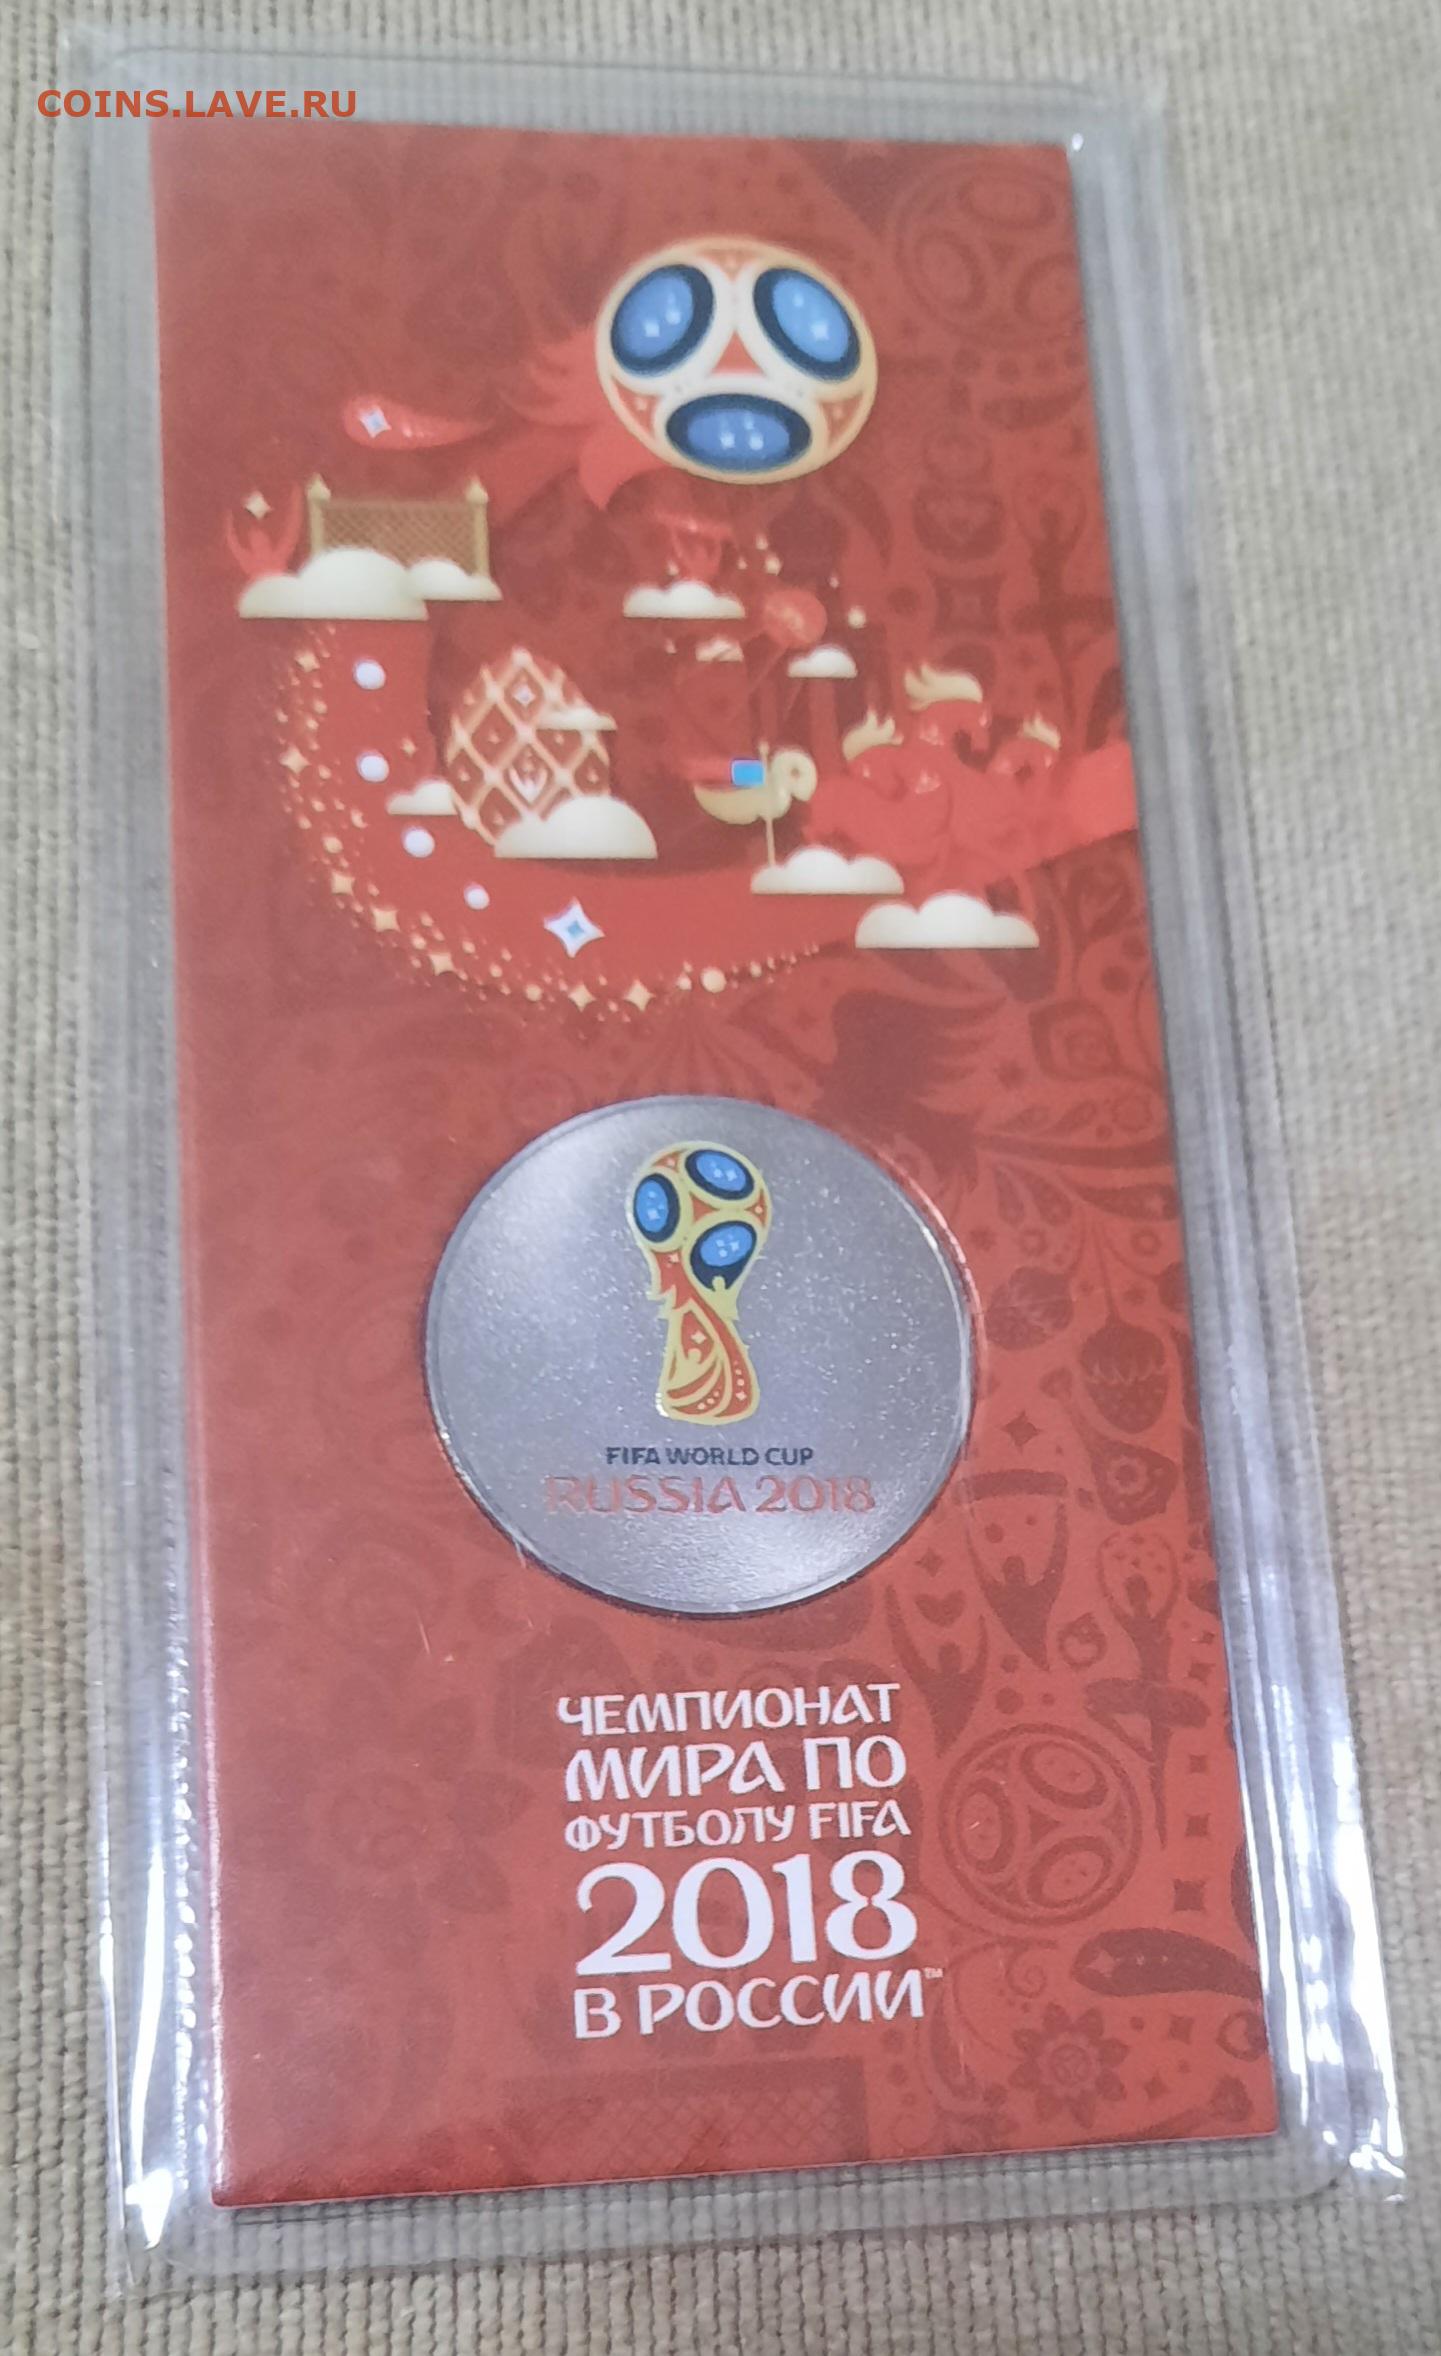 COINS.LAVE.RU
FIFA WORLD CUP
RUSSIA 2018
ЧЕМПИОНАТ
МИРА ПО
ФУТБОЛУ FIFA
2018
В РОССИИ™